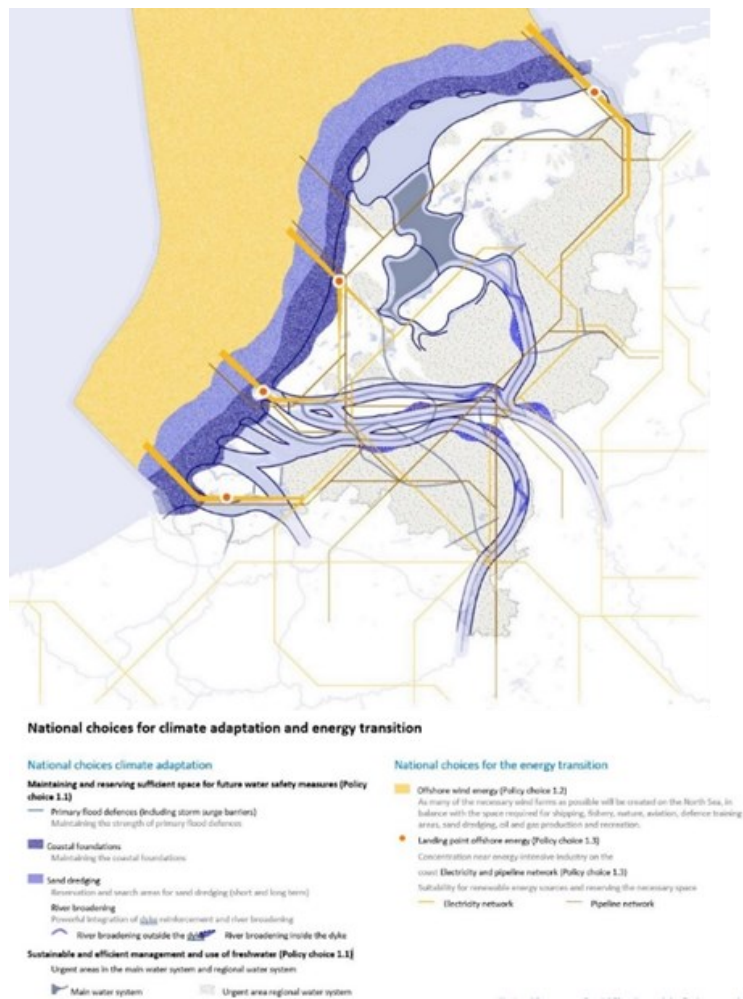 National choices for climate adaptation and energy transition
National choices climate adaptation
Maintaining and reserving sufficient space for future water safety measures (Policy
choice 1.1)
Primary flood defences (including storm surge barriers)
Maintaining the strength of primary flood defences
Coastal foundations
Maintaining the coastal foundations
Sand dredging
Reservation and search areas for sand dredging (short and long term)
River broadening
Powerful integration of dyke reinforcement and river broadening
River broadening outside the dyke River broadening inside the dyke
Sustainable and efficient management and use of freshwater (Policy choice 1.1)
Urgent areas in the main water system and regional water system
Main water system Urgent area regional water system
National choices for the energy transition
Offshore wind energy (Policy choice 1.2)
As many of the necessary wind forms as possible will be created on the North Sea, in
balance with the space required for shipping, fishery, nature, aviation, defence training
areas, sand dredging, oil and gas production and recreation.
Landing point offshore energy (Policy choice 1.3)
Concentration near energy intensive industry on the
coast Electricity and pipeline network (Policy choice 1.3)
Suitability for renewable energy sources and reserving the necessary space
Electricity network Pipeline network